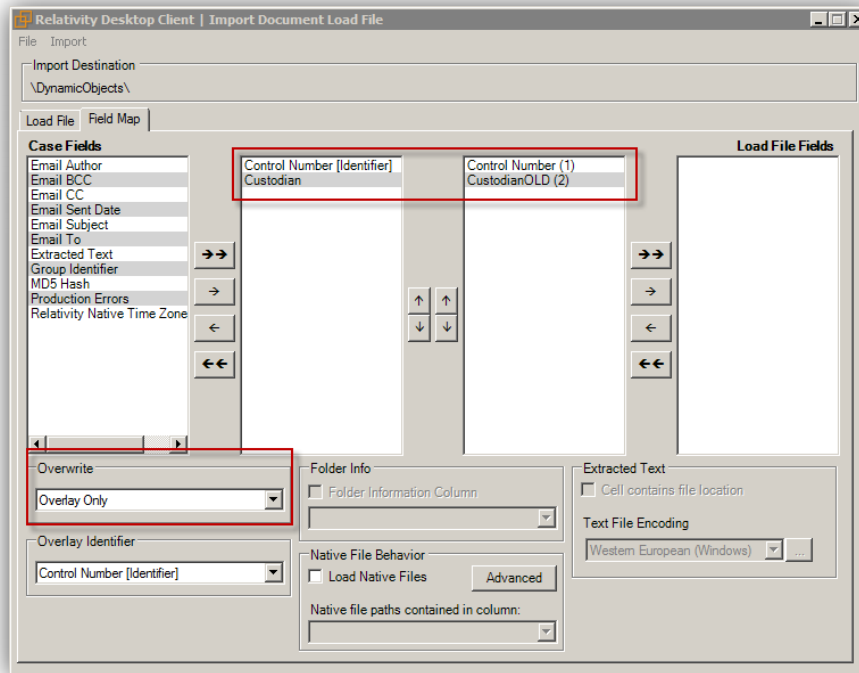 Relativity Desktop Client | Import Document Load File
File Import
Import Destination
\DynamicObjects\
Load File Field Map
Case Fields
Load File Fields
Email Author
Email BCC
Email CC
Email Sent Date
Email Subject
Email To
Extracted Text
Group Identifier
MD5 Hash
Production Errors
Relativity Native Time Zone
Control Number [Identifier]
Custodian
Control Number (1)
CustodianOLD (2)
Overwrite
Overlay Only
Overlay Identifier
Control Number [Identifier]
Folder Info
Folder Information Column
Native File Behavior
Load Native Files
Advanced
Native file paths contained in column:
Extracted Text
Cell contains file location
Text File Encoding
Western European (Windows)
...